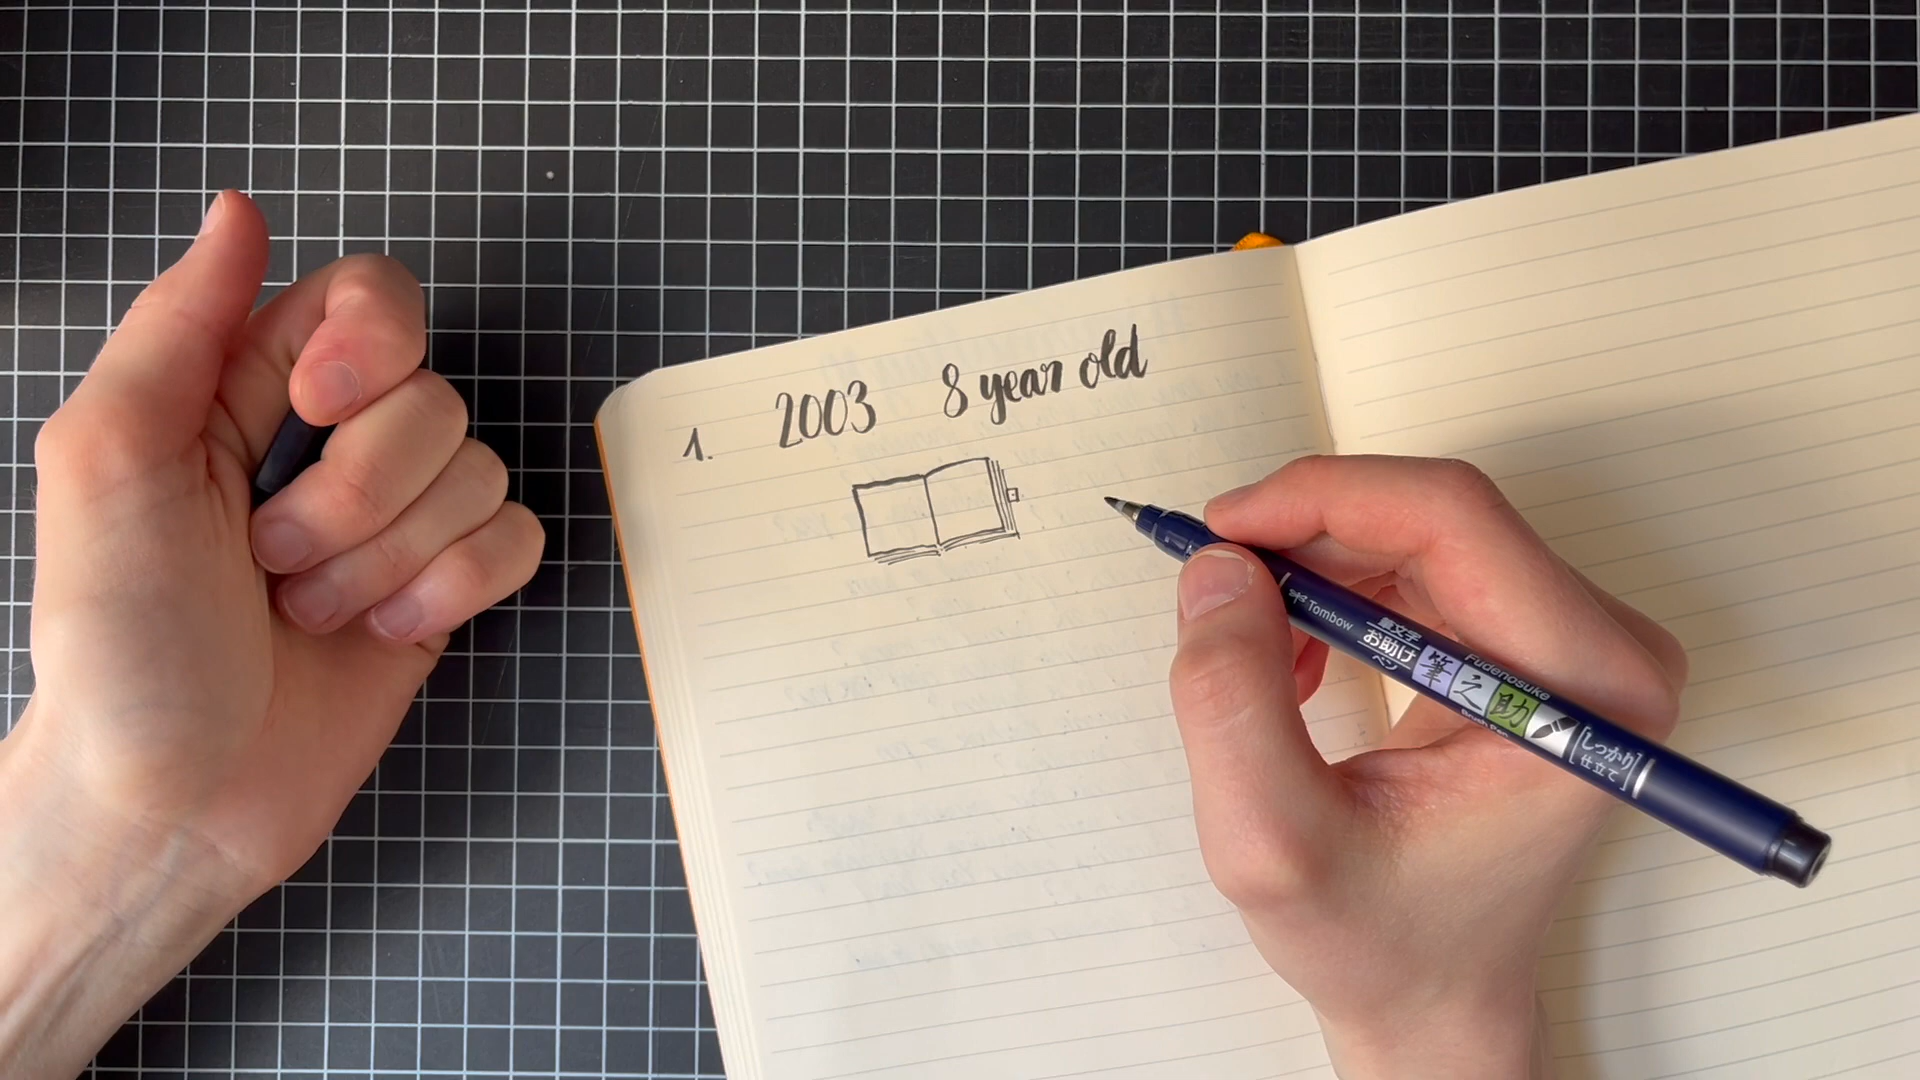 1. 2003 8 year old
Tombow
筆文字
お助け
ペン
筆之助
Fudenosuke
Brush Pen
しっかり
仕立て